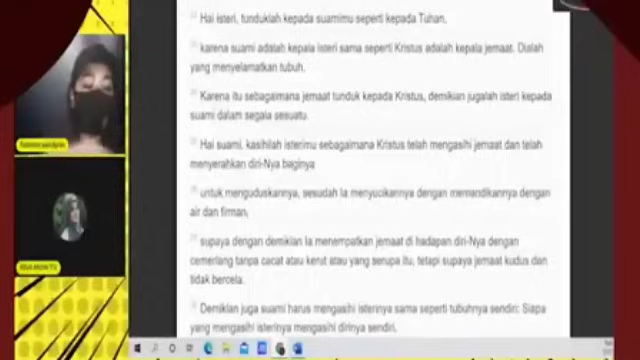 Hai isteri, tunduklah kepada suamimu seperti kepada Tuhan,
karena suami adalah kepala isteri sama seperti Kristus adalah kepala jemaat. Dialah
yang menyelamatkan tubuh.
Karena itu sebagaimana jemaat tunduk kepada Kristus, demikian jugalah isteri kepada
suami dalam segala sesuatu.
Hai suami, kasihilah isterimu sebagaimana Kristus telah mengasihi jemaat dan telah
menyerahkan diri-Nya baginya
untuk menguduskannya, sesudah Ia menyucikannya dengan memandikannya dengan
air dan firman,
supaya dengan demikian Ia menempatkan jemaat di hadapan diri-Nya dengan
cemerlang tanpa cacat atau kerut atau yang serupa itu, tetapi supaya jemaat kudus dan
tidak bercela.
Demikian juga suami harus mengasihi isterinya sama seperti tubuhnya sendiri: Siapa
yang mengasihi isterinya mengasihi dirinya sendiri.